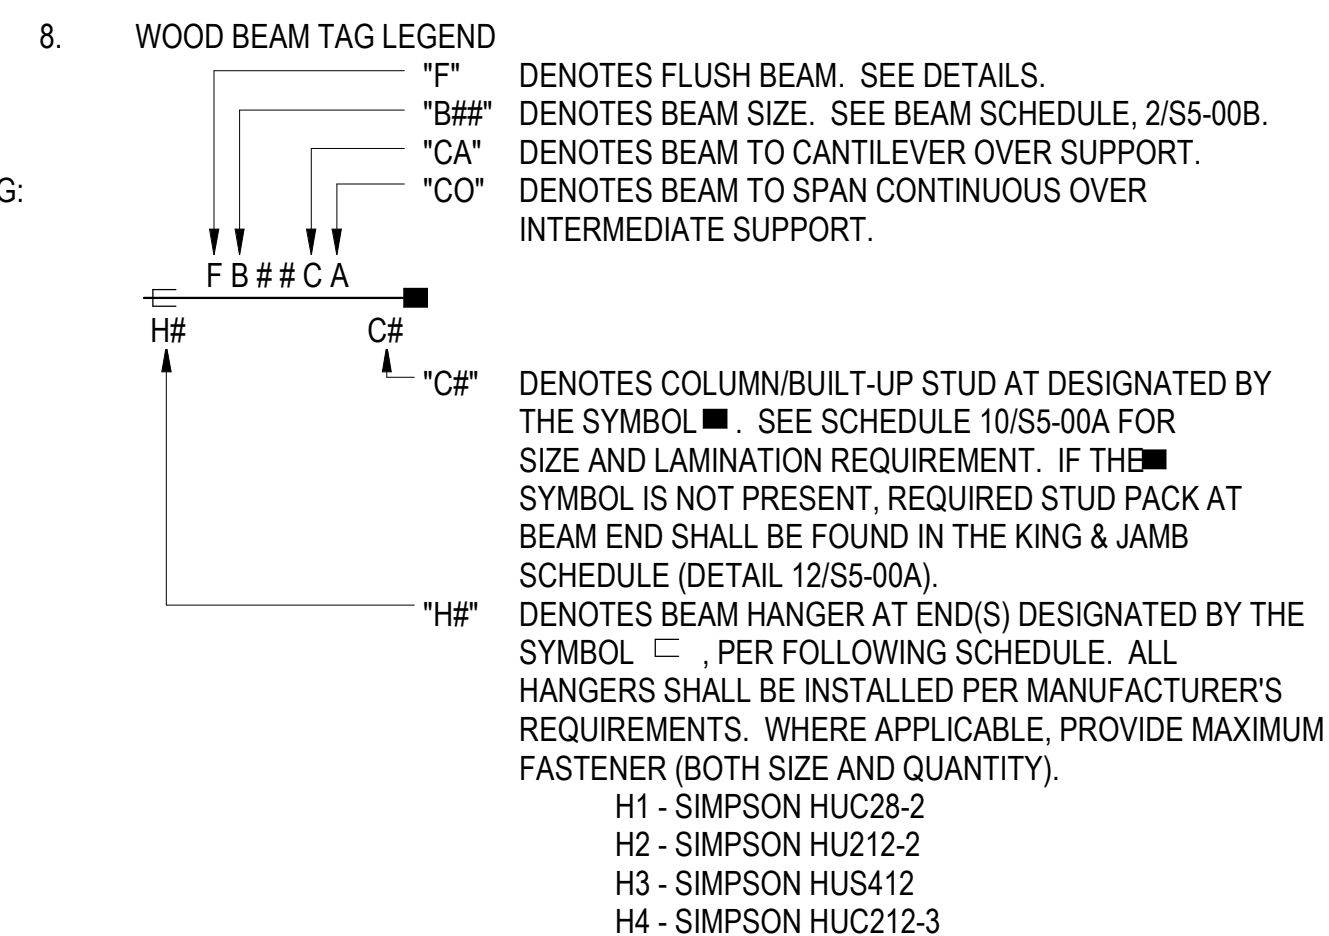 8. WOOD BEAM TAG LEGEND
"F" DENOTES FLUSH BEAM. SEE DETAILS.
"B##" DENOTES BEAM SIZE. SEE BEAM SCHEDULE, 2/S5-00B.
"CA" DENOTES BEAM TO CANTILEVER OVER SUPPORT.
G:
"CO" DENOTES BEAM TO SPAN CONTINUOUS OVER
INTERMEDIATE SUPPORT.
F B # # C A
H# C#
"C#" DENOTES COLUMN/BUILT-UP STUD AT DESIGNATED BY
THE SYMBOL ■ . SEE SCHEDULE 10/S5-00A FOR
SIZE AND LAMINATION REQUIREMENT. IF THE ■
SYMBOL IS NOT PRESENT, REQUIRED STUD PACK AT
BEAM END SHALL BE FOUND IN THE KING & JAMB
SCHEDULE (DETAIL 12/S5-00A).
"H#" DENOTES BEAM HANGER AT END(S) DESIGNATED BY THE
SYMBOL ⊏ , PER FOLLOWING SCHEDULE. ALL
HANGERS SHALL BE INSTALLED PER MANUFACTURER'S
REQUIREMENTS. WHERE APPLICABLE, PROVIDE MAXIMUM
FASTENER (BOTH SIZE AND QUANTITY).
H1 - SIMPSON HUC28-2
H2 - SIMPSON HU212-2
H3 - SIMPSON HUS412
H4 - SIMPSON HUC212-3